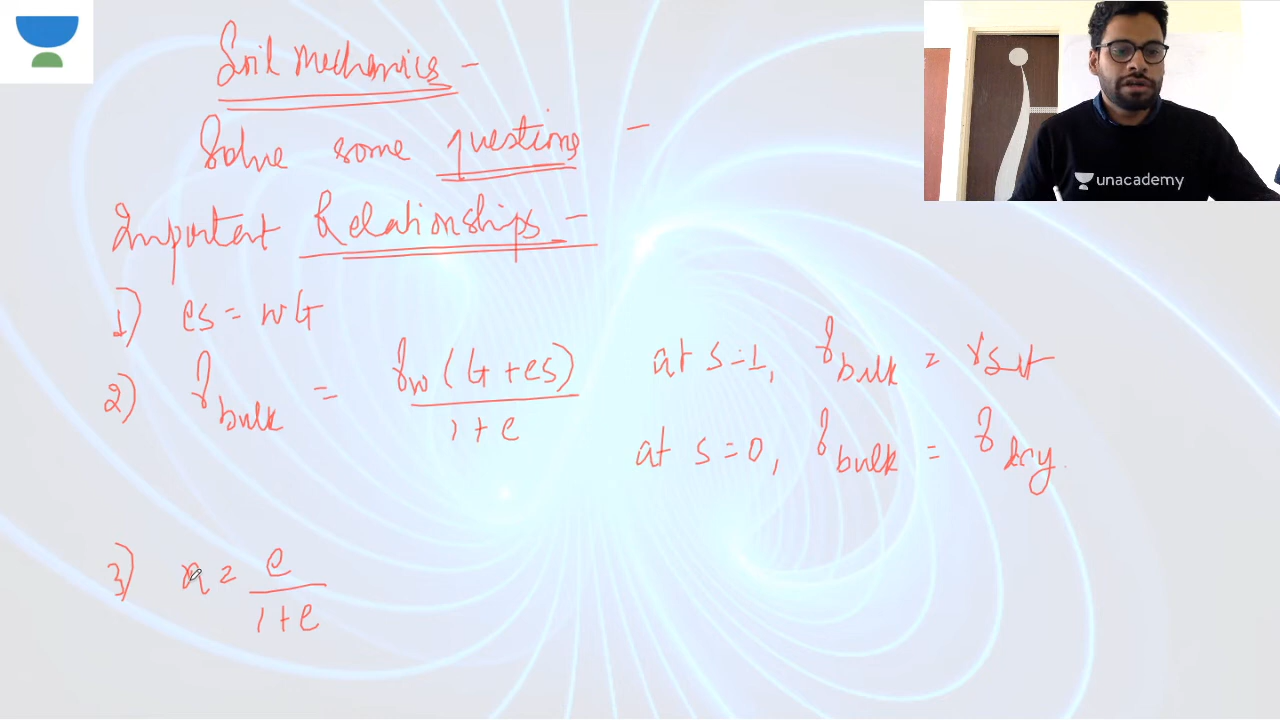 Soil mechanics -
Solve some questions -
Important Relationships -
1) es = wG
2) γbulk = γw (G + es) / 1 + e
at s = 1, γbulk = γsat
at s = 0, γbulk = γdry.
3) n = e / 1 + e
unacademy